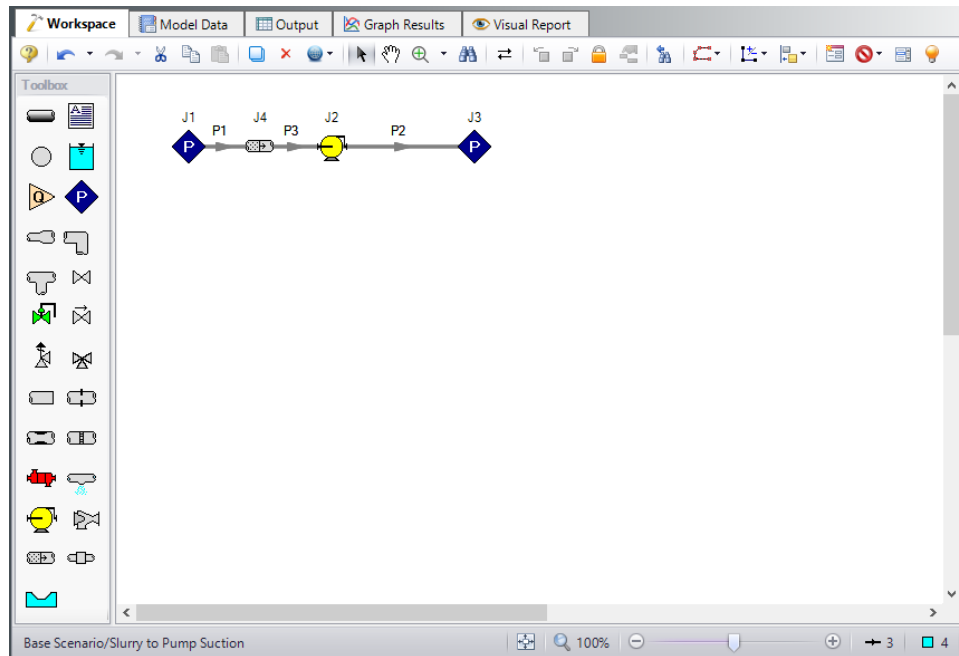 Workspace Model Data Output Graph Results Visual Report
Toolbox
A
J1 J4 J2 J3
P1 P3 P2
P P
Q P
Base Scenario/Slurry to Pump Suction 100% 3 4